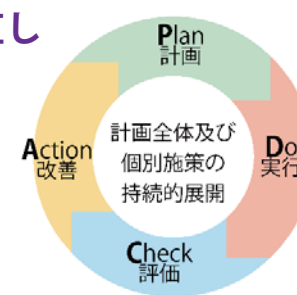 し
Plan
計画
Action
改善
計画全体及び
個別施策の
持続的展開
Do
実行
Check
評価